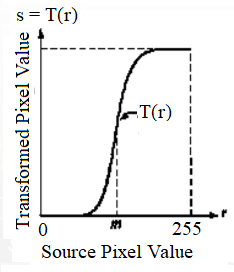 s = T(r)
Transformed Pixel Value
T(r)
r
0 m 255
Source Pixel Value